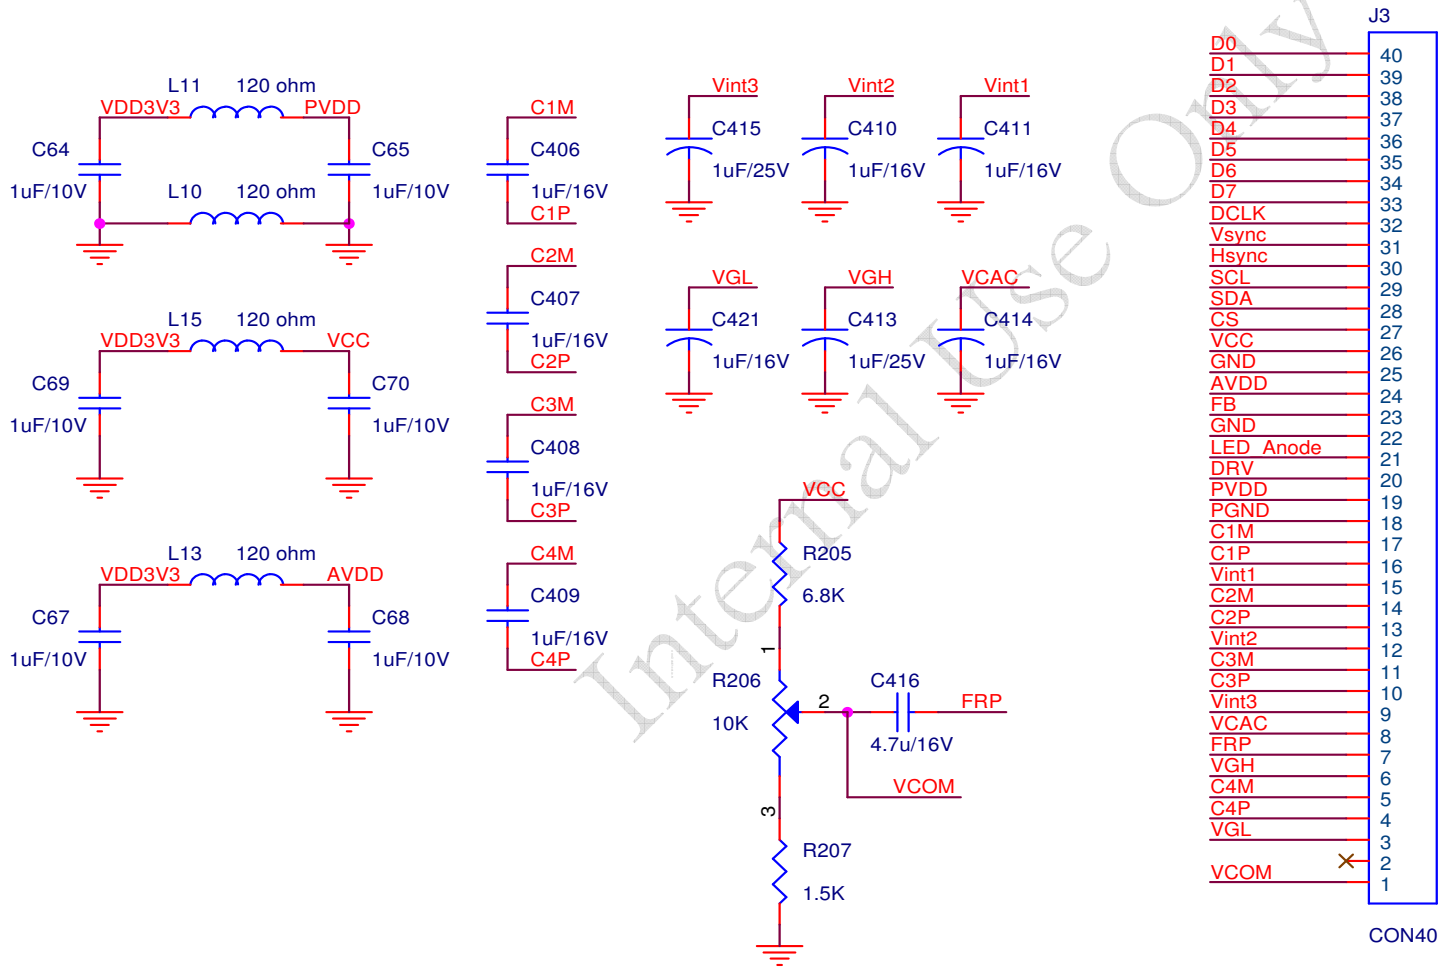 L11 120 ohm
VDD3V3 PVDD
C64
1uF/10V
C65
1uF/10V
L10 120 ohm
L15 120 ohm
VDD3V3 VCC
C69
1uF/10V
C70
1uF/10V
L13 120 ohm
VDD3V3 AVDD
C67
1uF/10V
C68
1uF/10V
C1M
C406
1uF/16V
C1P
C2M
C407
1uF/16V
C2P
C3M
C408
1uF/16V
C3P
C4M
C409
1uF/16V
C4P
Vint3
C415
1uF/25V
Vint2
C410
1uF/16V
Vint1
C411
1uF/16V
VGL
C421
1uF/16V
VGH
C413
1uF/25V
VCAC
C414
1uF/16V
VCC
R205
6.8K
1
R206
10K
2
C416
4.7u/16V
FRP
VCOM
3
R207
1.5K
Internal Use Only
J3
D0 40
D1 39
D2 38
D3 37
D4 36
D5 35
D6 34
D7 33
DCLK 32
Vsync 31
Hsync 30
SCL 29
SDA 28
CS 27
VCC 26
GND 25
AVDD 24
FB 23
GND 22
LED Anode 21
DRV 20
PVDD 19
PGND 18
C1M 17
C1P 16
Vint1 15
C2M 14
C2P 13
Vint2 12
C3M 11
C3P 10
Vint3 9
VCAC 8
FRP 7
VGH 6
C4M 5
C4P 4
VGL 3
2
VCOM 1
CON40